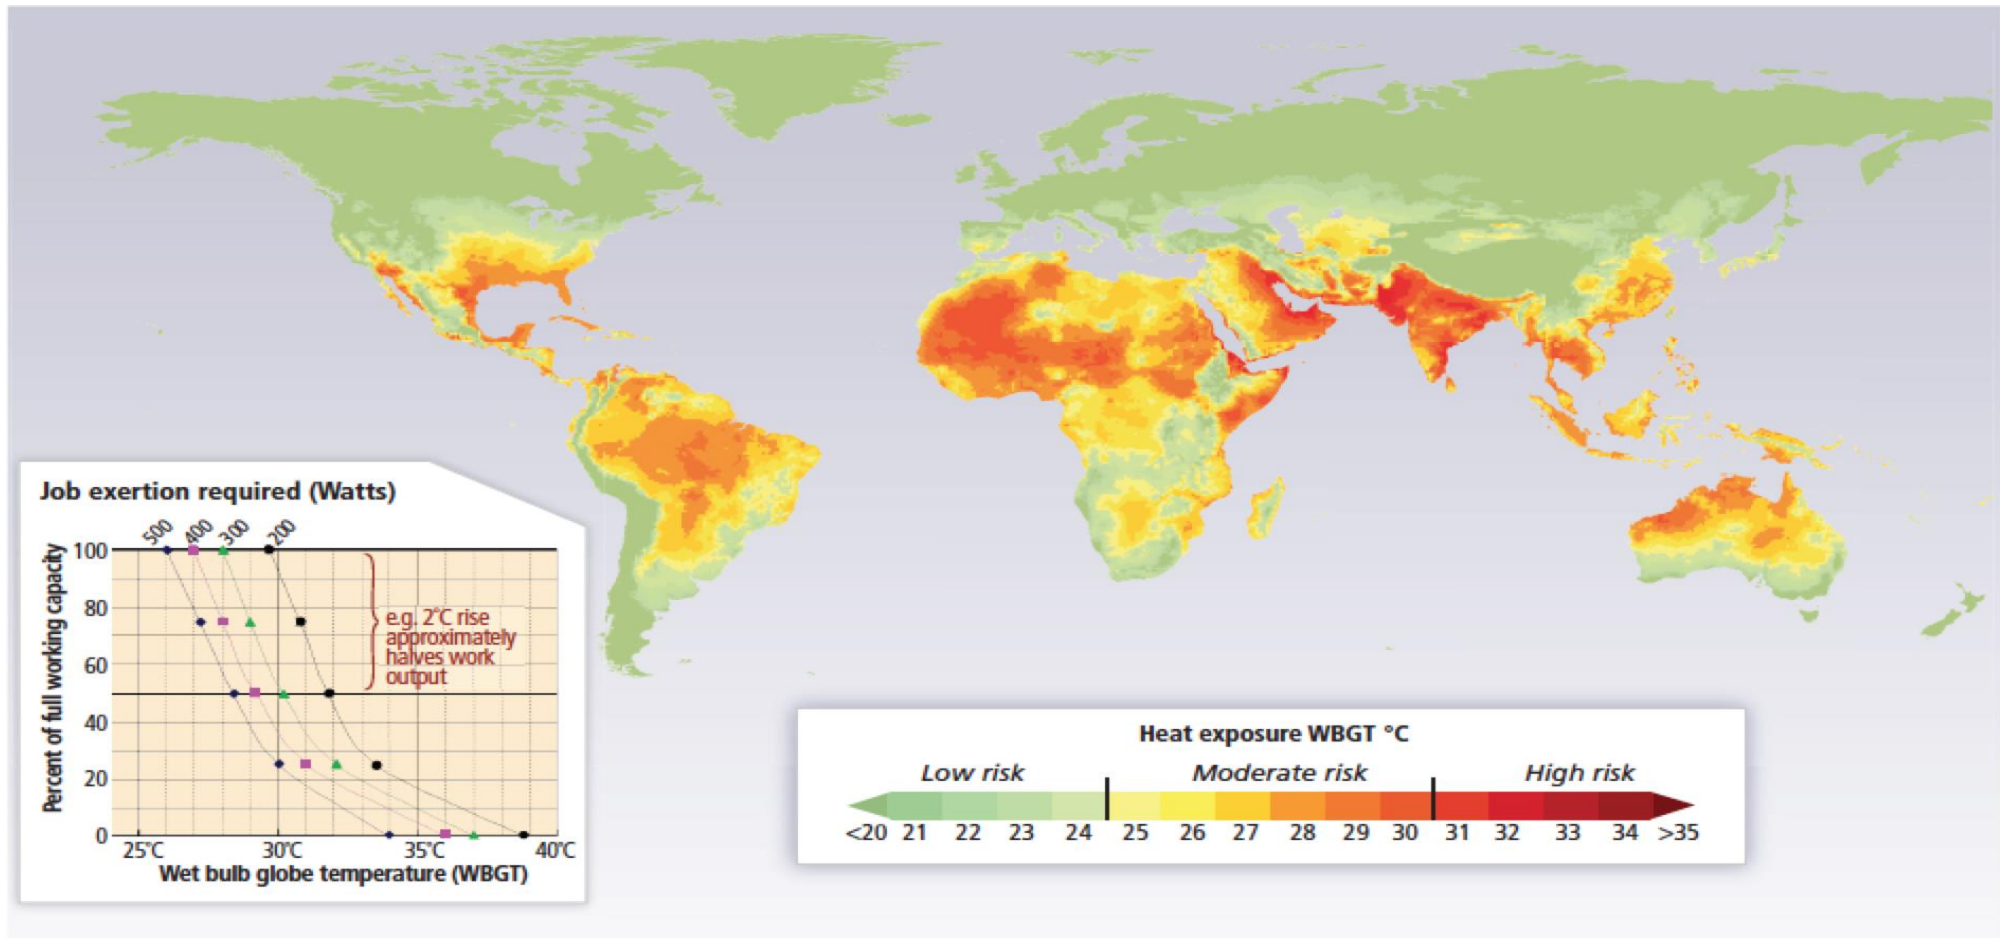 Job exertion required (Watts)
500 400 300 200
Percent of full working capacity
100
80
60
40
20
0
e.g. 2°C rise
approximately
halves work
output
25°C 30°C 35°C 40°C
Wet bulb globe temperature (WBGT)
Heat exposure WBGT °C
Low risk Moderate risk High risk
<20 21 22 23 24 25 26 27 28 29 30 31 32 33 34 >35